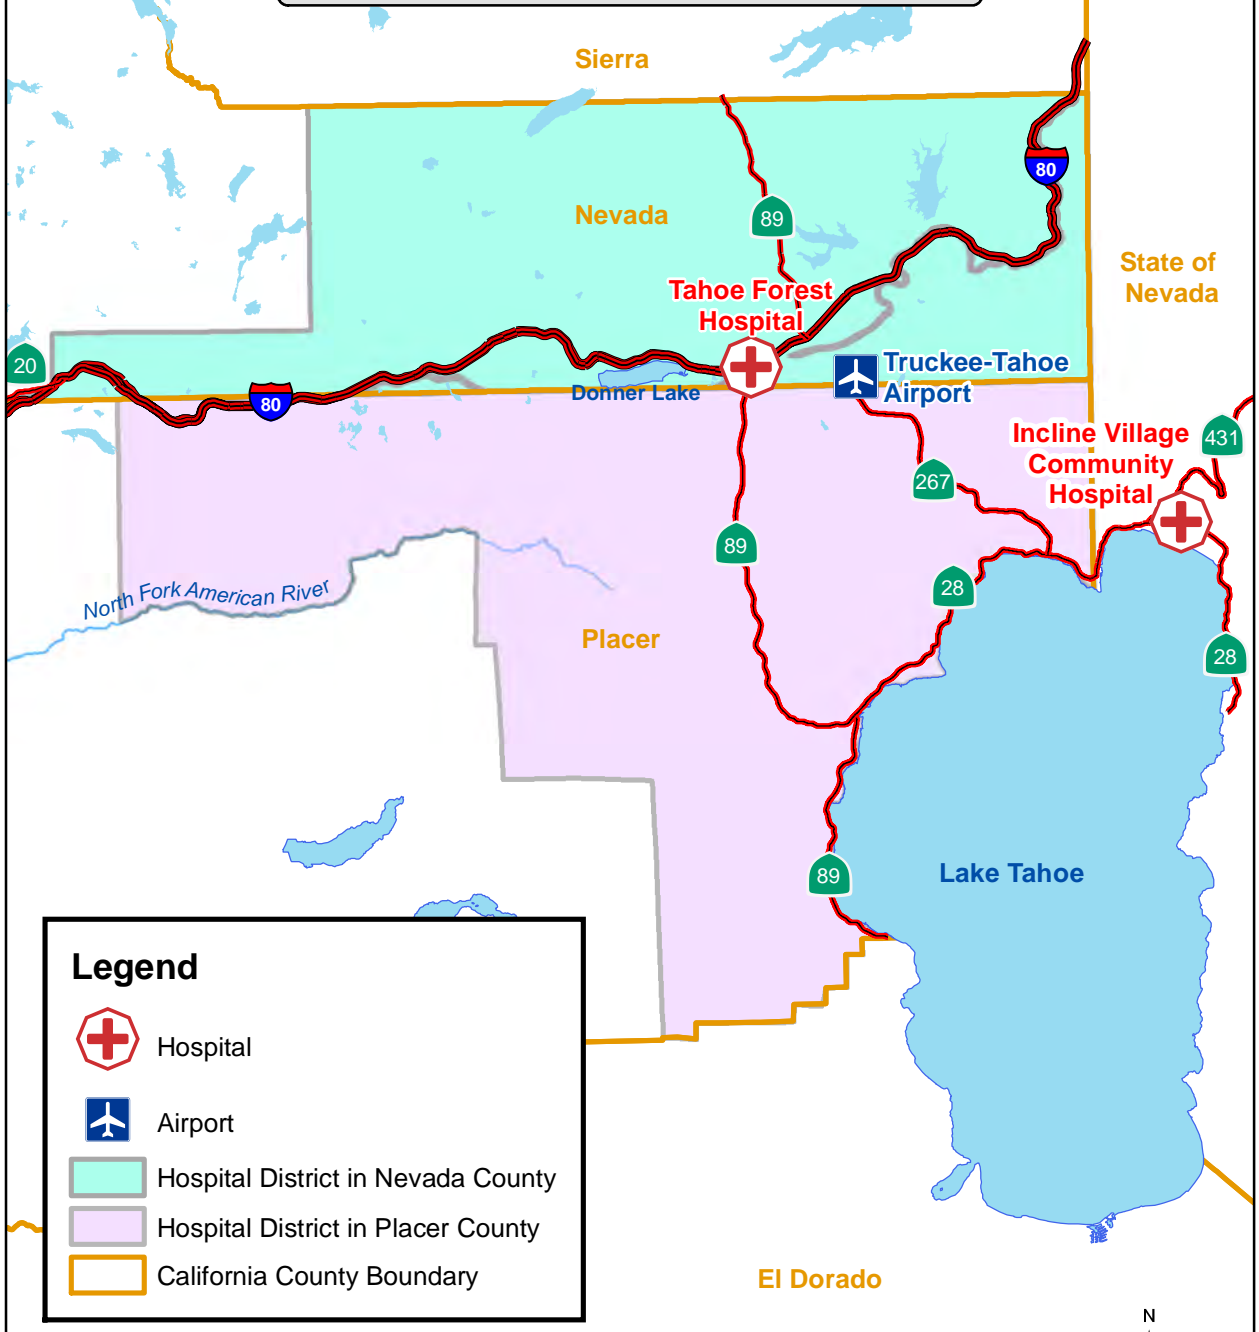 Sierra
80
Nevada
89
State of
Nevada
Tahoe Forest
Hospital
20
Truckee-Tahoe
Airport
Donner Lake
80
Incline Village
Community
Hospital
431
267
89
28
North Fork American River
Placer
28
89
Lake Tahoe
Legend
Hospital
Airport
Hospital District in Nevada County
Hospital District in Placer County
California County Boundary
El Dorado
N